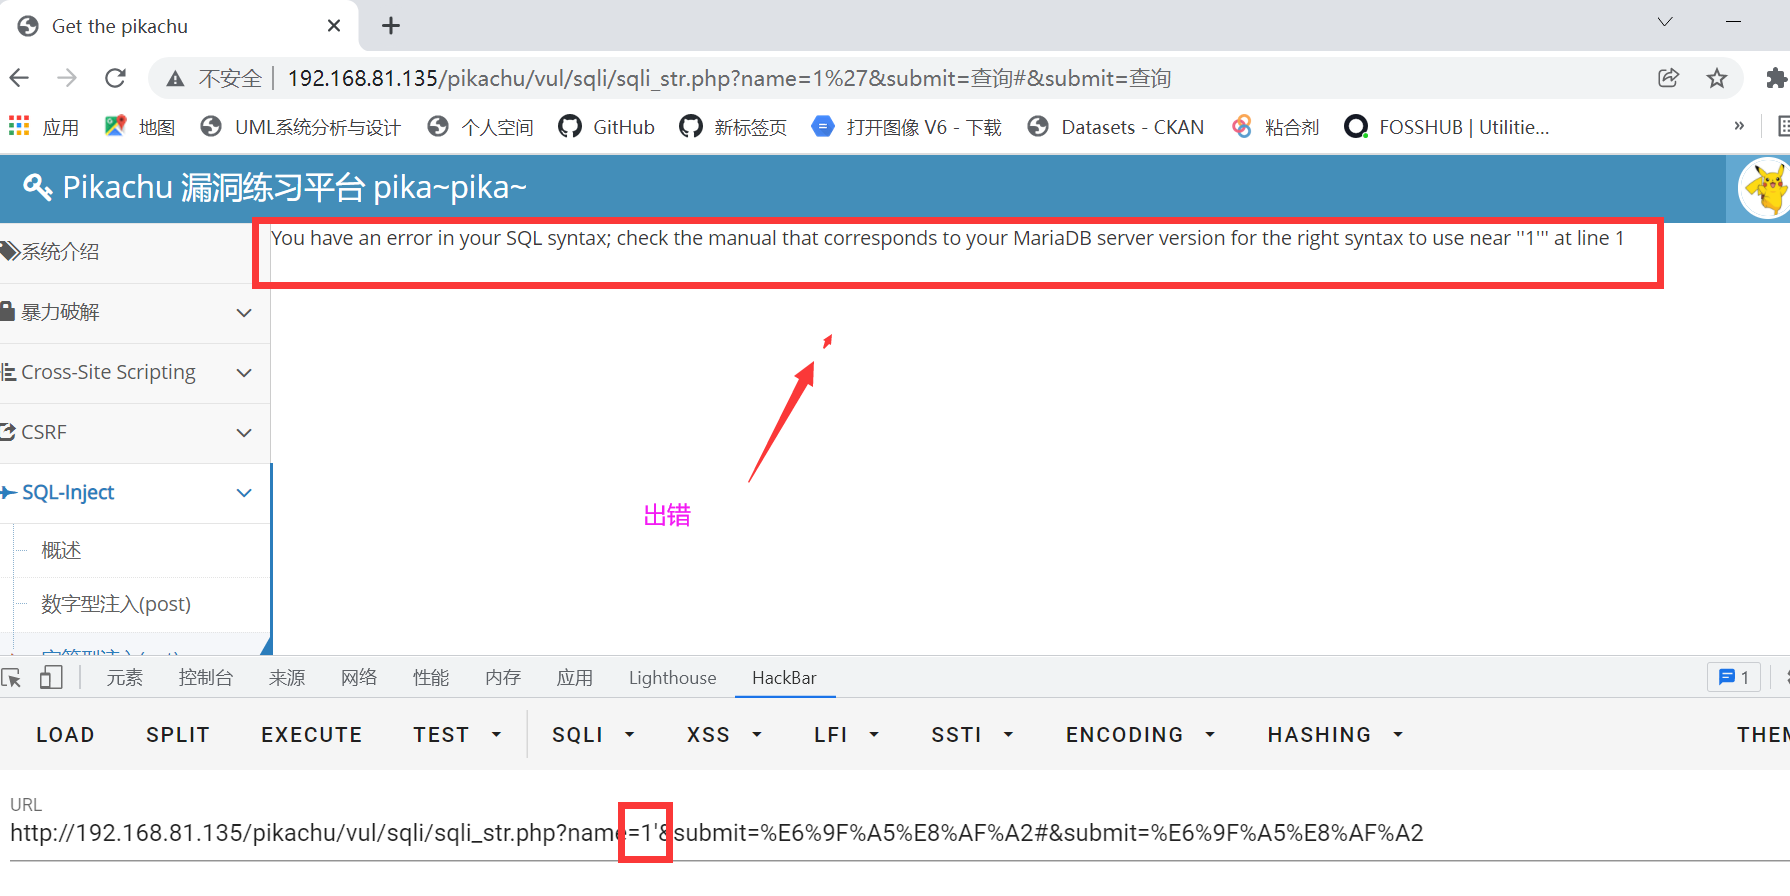 Get the pikachu
不安全 192.168.81.135/pikachu/vul/sqli/sqli_str.php?name=1%27&submit=查询#&submit=查询
应用 地图 UML系统分析与设计 个人空间 GitHub 新标签页 打开图像 V6 - 下载 Datasets - CKAN 粘合剂 FOSSHUB | Utilitie... »
Pikachu 漏洞练习平台 pika~pika~
You have an error in your SQL syntax; check the manual that corresponds to your MariaDB server version for the right syntax to use near ''1''' at line 1
系统介绍
暴力破解
Cross-Site Scripting
CSRF
SQL-Inject
出错
概述
数字型注入(post)
元素 控制台 来源 网络 性能 内存 应用 Lighthouse HackBar 1
LOAD SPLIT EXECUTE TEST SQLI XSS LFI SSTI ENCODING HASHING THEM
URL
http://192.168.81.135/pikachu/vul/sqli/sqli_str.php?name=1'&submit=%E6%9F%A5%E8%AF%A2#&submit=%E6%9F%A5%E8%AF%A2